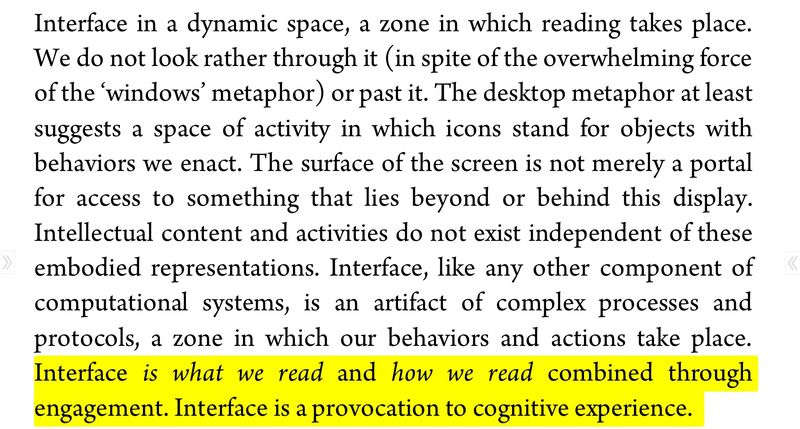 Interface in a dynamic space, a zone in which reading takes place.
We do not look rather through it (in spite of the overwhelming force
of the ‘windows’ metaphor) or past it. The desktop metaphor at least
suggests a space of activity in which icons stand for objects with
behaviors we enact. The surface of the screen is not merely a portal
for access to something that lies beyond or behind this display.
Intellectual content and activities do not exist independent of these
embodied representations. Interface, like any other component of
computational systems, is an artifact of complex processes and
protocols, a zone in which our behaviors and actions take place.
Interface is what we read and how we read combined through
engagement. Interface is a provocation to cognitive experience.